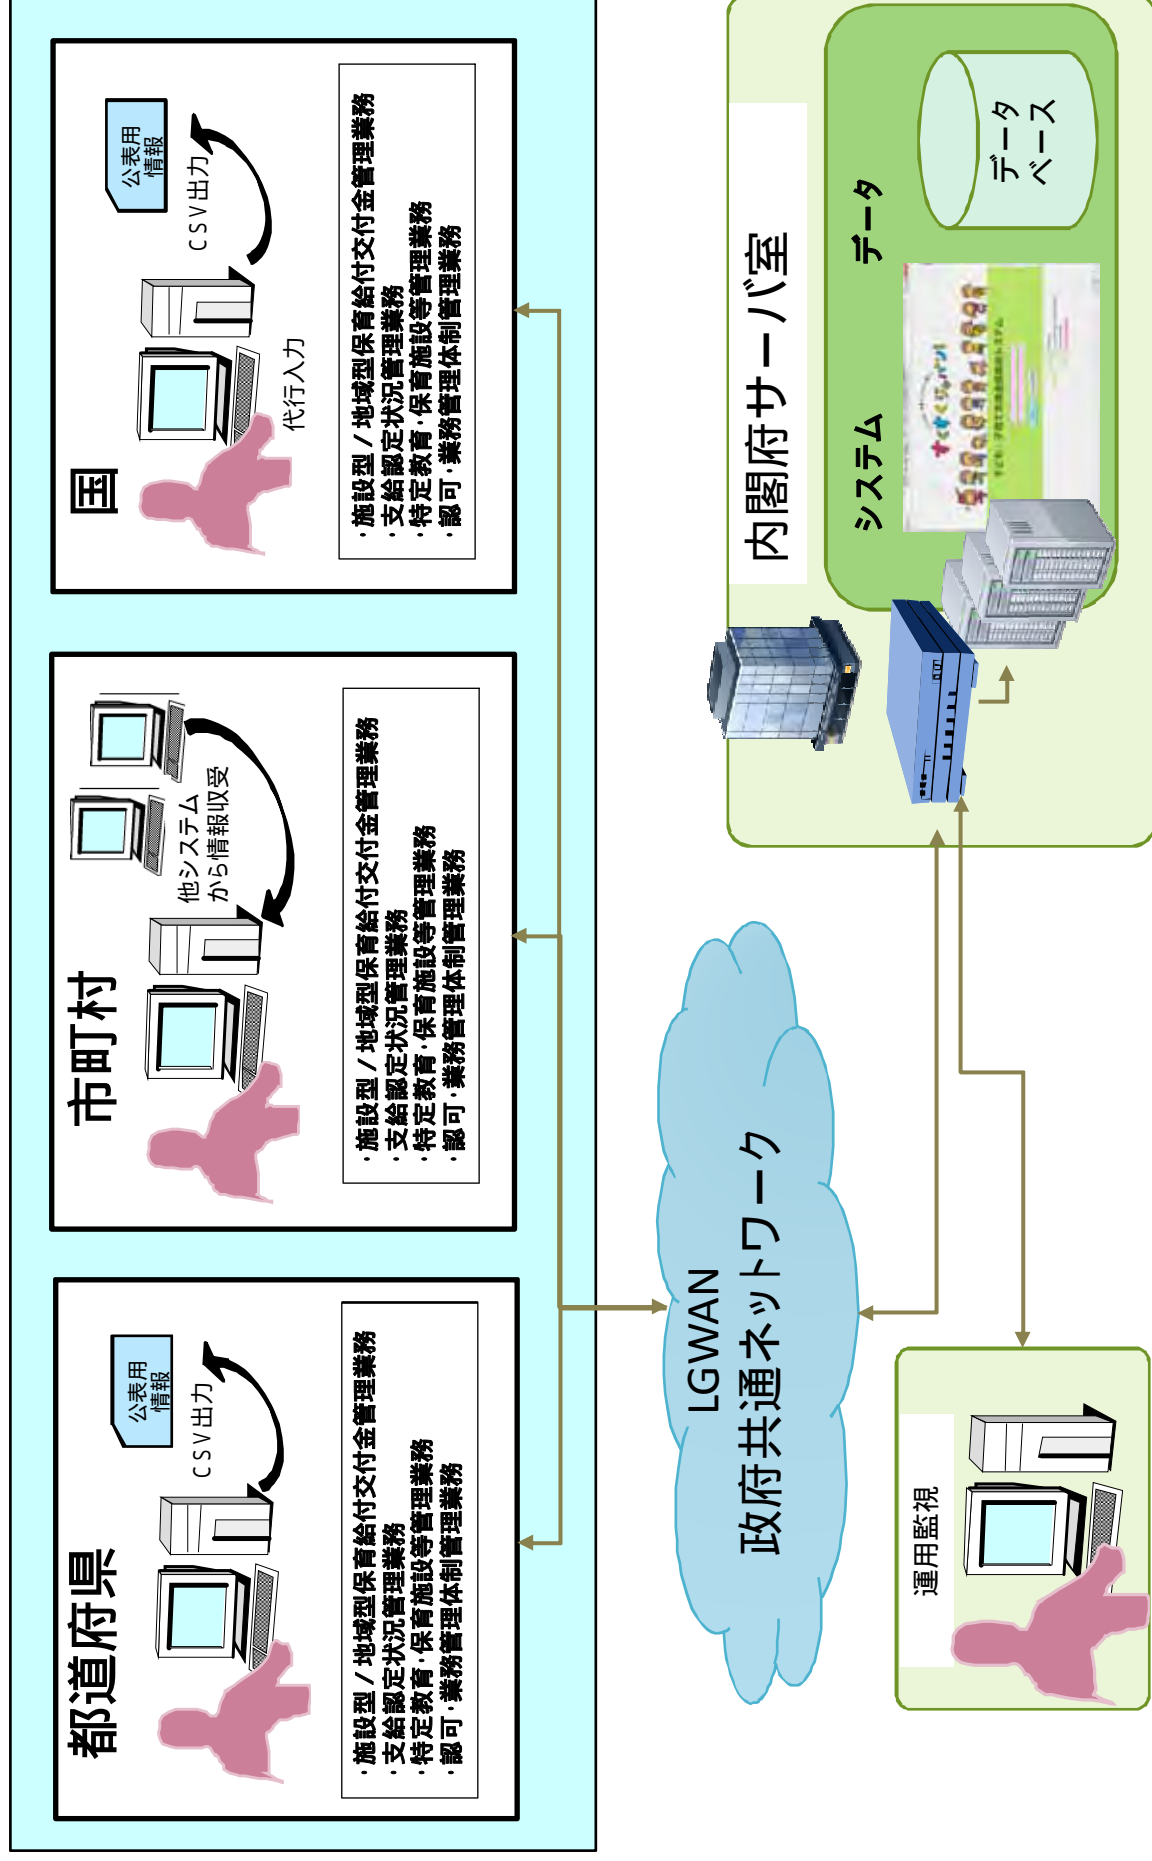 都道府県
公表用
情報
CSV出力
・施設型/地域型保育給付交付金管理業務
・支給認定状況管理業務
・特定教育・保育施設等管理業務
・認可・業務管理体制管理業務
市町村
他システム
から情報収受
・施設型/地域型保育給付交付金管理業務
・支給認定状況管理業務
・特定教育・保育施設等管理業務
・認可・業務管理体制管理業務
国
公表用
情報
CSV出力
代行入力
・施設型/地域型保育給付交付金管理業務
・支給認定状況管理業務
・特定教育・保育施設等管理業務
・認可・業務管理体制管理業務
LGWAN
政府共通ネットワーク
内閣府サーバ室
システム
データ
すくすくジャパン!
データ
ベース
運用監視